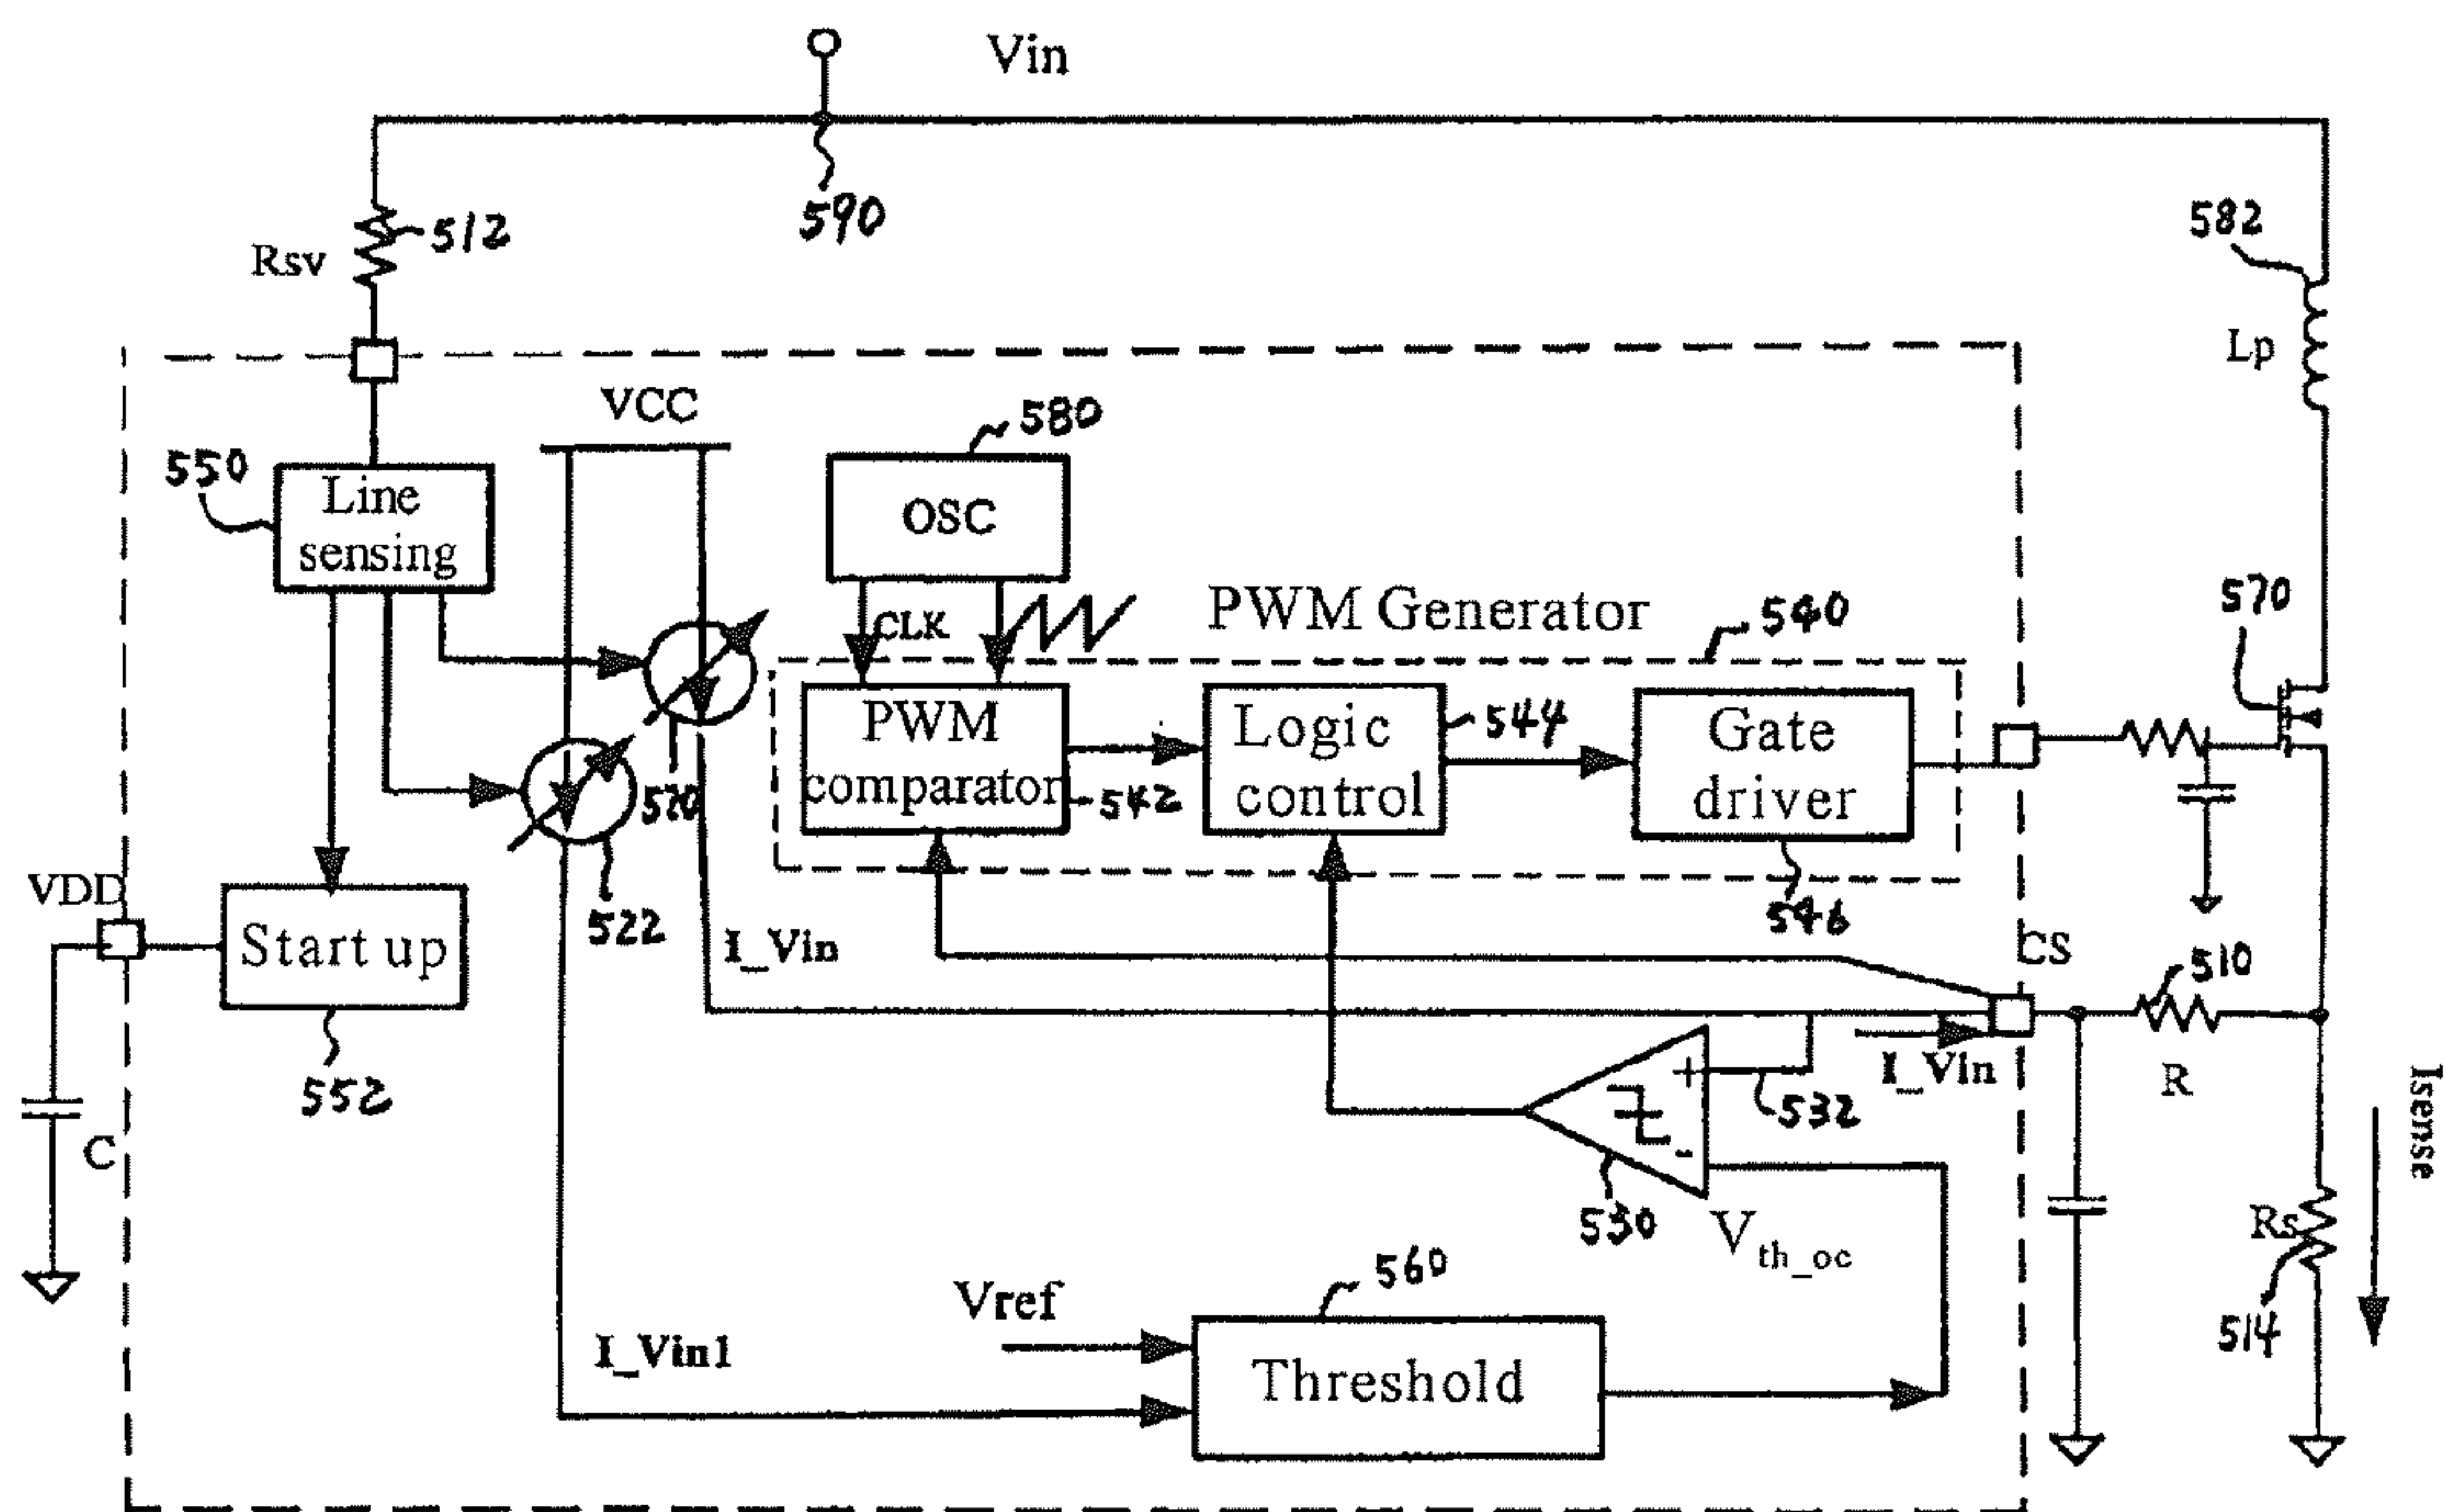 Vin
590
Rsv
512
582
Lp
VCC
580
550
Line
sensing
OSC
CLK
PWM Generator
540
570
PWM
comparator
542
Logic
control
544
Gate
driver
546
570
522
VDD
Start up
552
C
I_Vin
CS
510
R
I_Vin
+
532
-
530
V th_oc
Isense
Rs
514
Vref
560
I_Vin1
Threshold